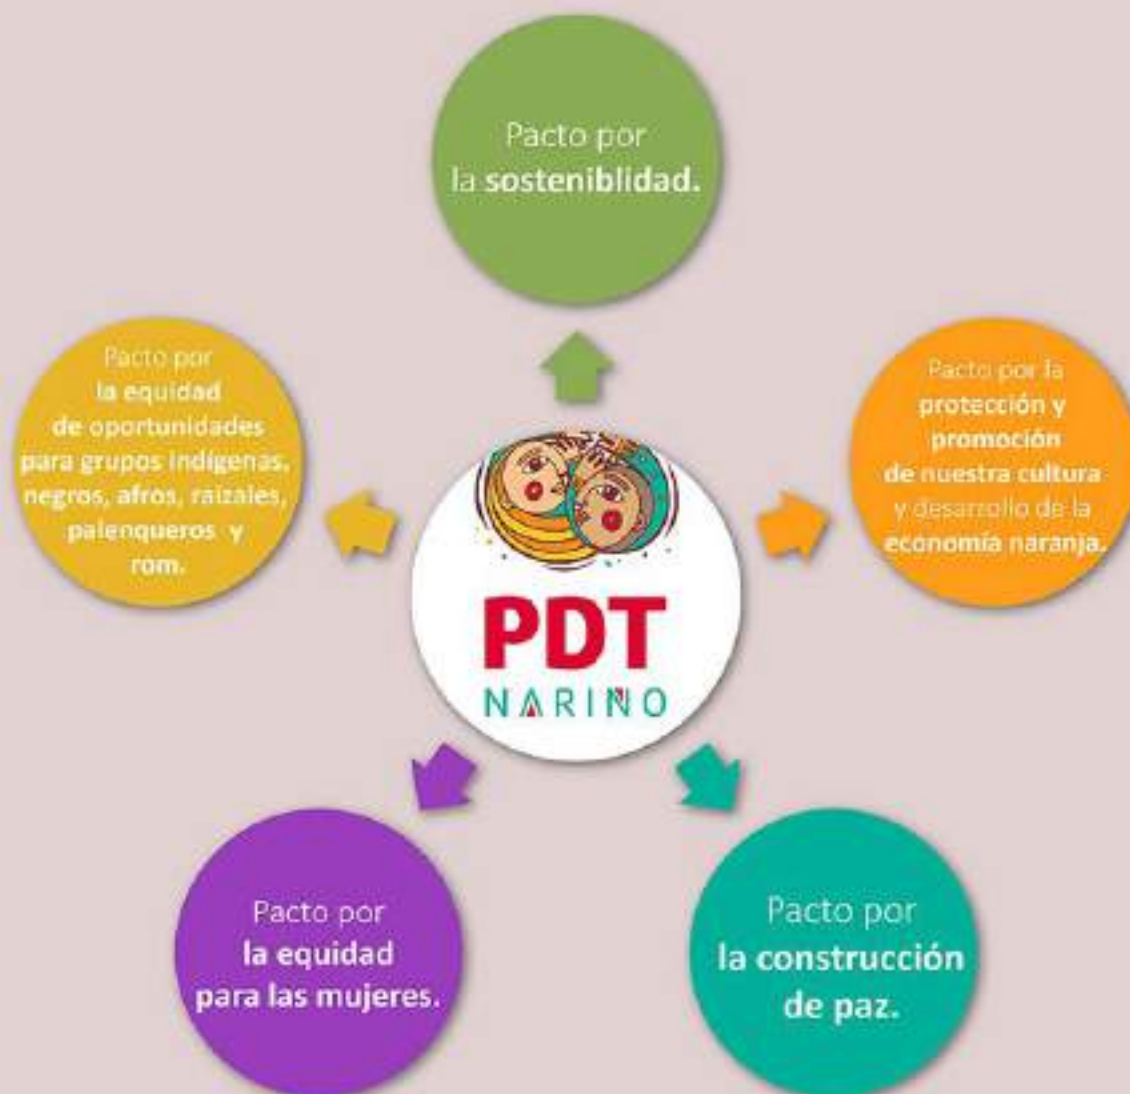 Pacto por
la sosteniblidad.
Pacto por
la equidad
de oportunidades
para grupos indígenas,
negros, afros, raizales,
palenqueros y
rom.
Pacto por la
protección y
promoción
de nuestra cultura
y desarrollo de la
economía naranja.
PDT
NARIÑO
Pacto por
la equidad
para las mujeres.
Pacto por
la construcción
de paz.